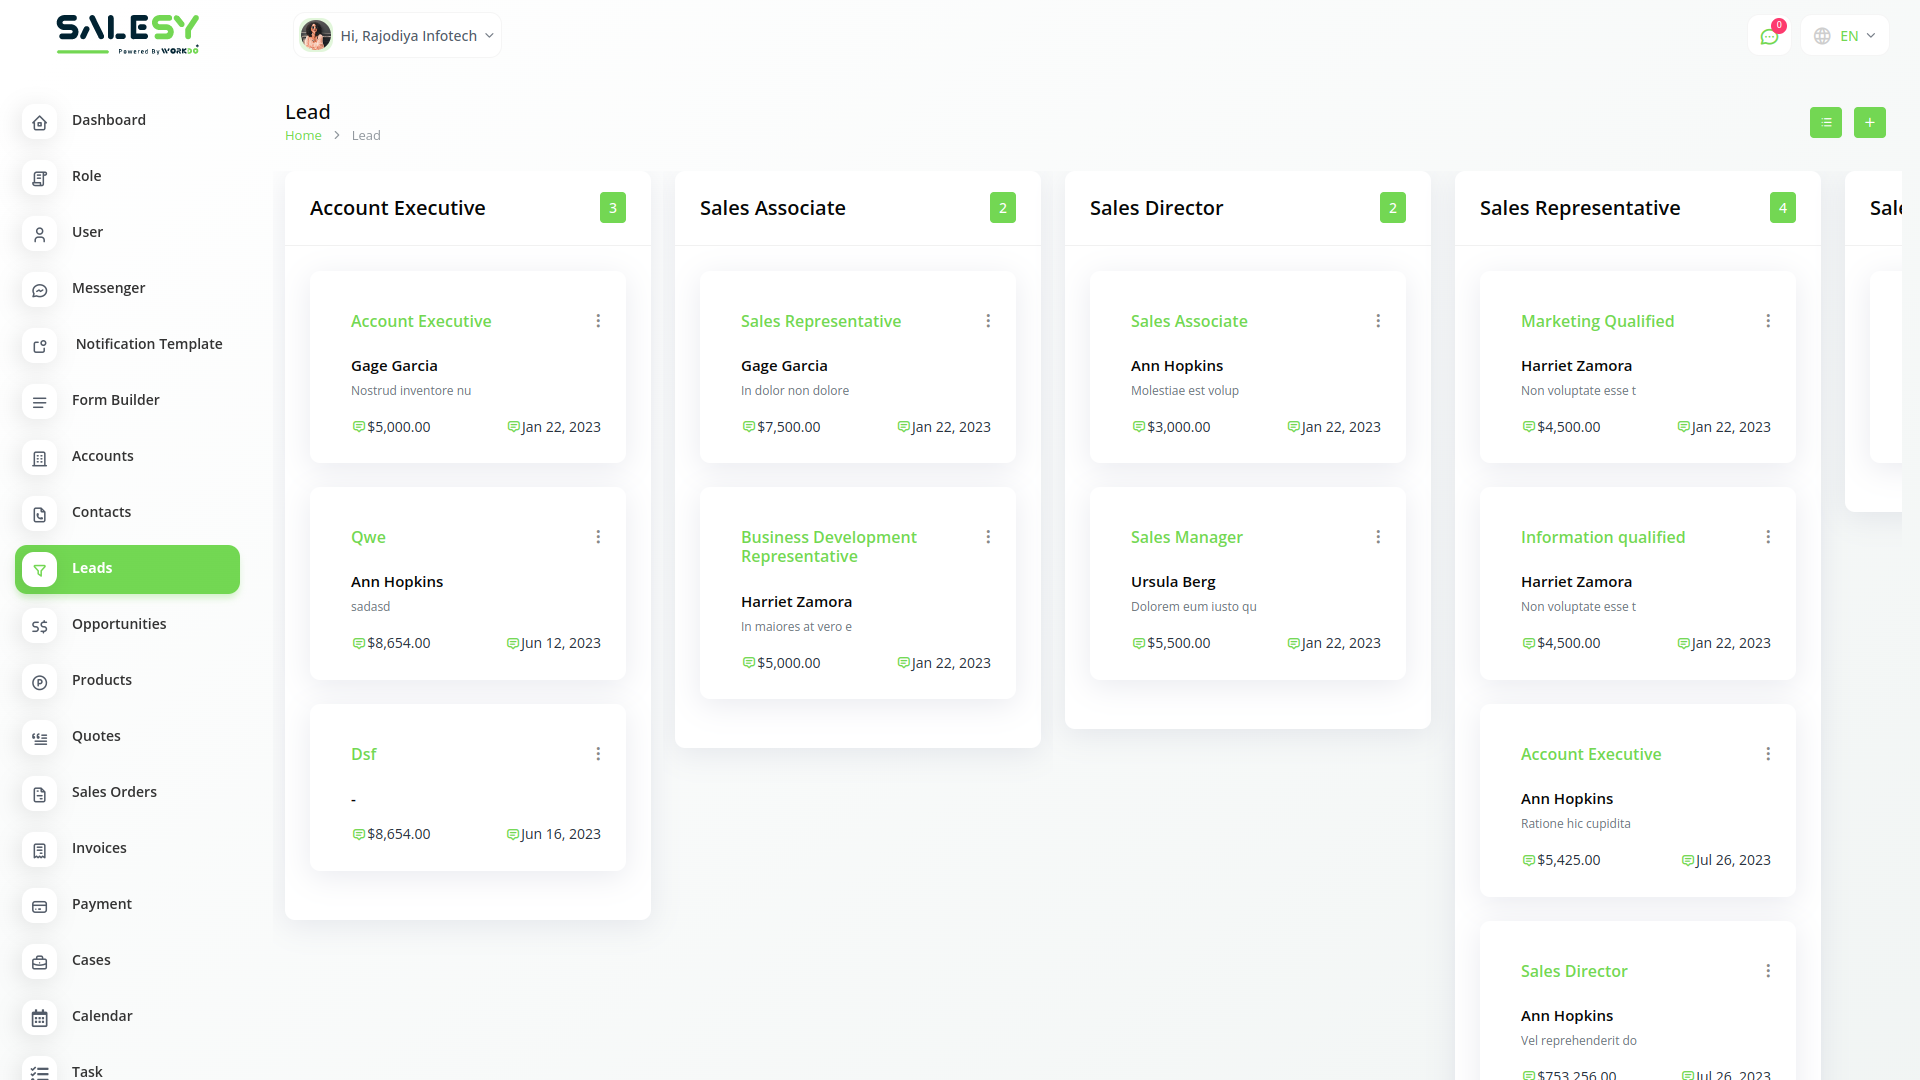 SALESY
Powered By WORKDO
Hi, Rajodiya Infotech
0
EN
Dashboard
Role
User
Messenger
Notification Template
Form Builder
Accounts
Contacts
Leads
Opportunities
Products
Quotes
Sales Orders
Invoices
Payment
Cases
Calendar
Task
Lead
Home > Lead
Account Executive 3
Account Executive
Gage Garcia
Nostrud inventore nu
$5,000.00 Jan 22, 2023
Qwe
Ann Hopkins
sadasd
$8,654.00 Jun 12, 2023
Dsf
-
$8,654.00 Jun 16, 2023
Sales Associate 2
Sales Representative
Gage Garcia
In dolor non dolore
$7,500.00 Jan 22, 2023
Business Development
Representative
Harriet Zamora
In maiores at vero e
$5,000.00 Jan 22, 2023
Sales Director 2
Sales Associate
Ann Hopkins
Molestiae est volup
$3,000.00 Jan 22, 2023
Sales Manager
Ursula Berg
Dolorem eum iusto qu
$5,500.00 Jan 22, 2023
Sales Representative 4
Marketing Qualified
Harriet Zamora
Non voluptate esse t
$4,500.00 Jan 22, 2023
Information qualified
Harriet Zamora
Non voluptate esse t
$4,500.00 Jan 22, 2023
Account Executive
Ann Hopkins
Ratione hic cupidita
$5,425.00 Jul 26, 2023
Sales Director
Ann Hopkins
Vel reprehenderit do
$753,256.00 Jul 26, 2023
Sale